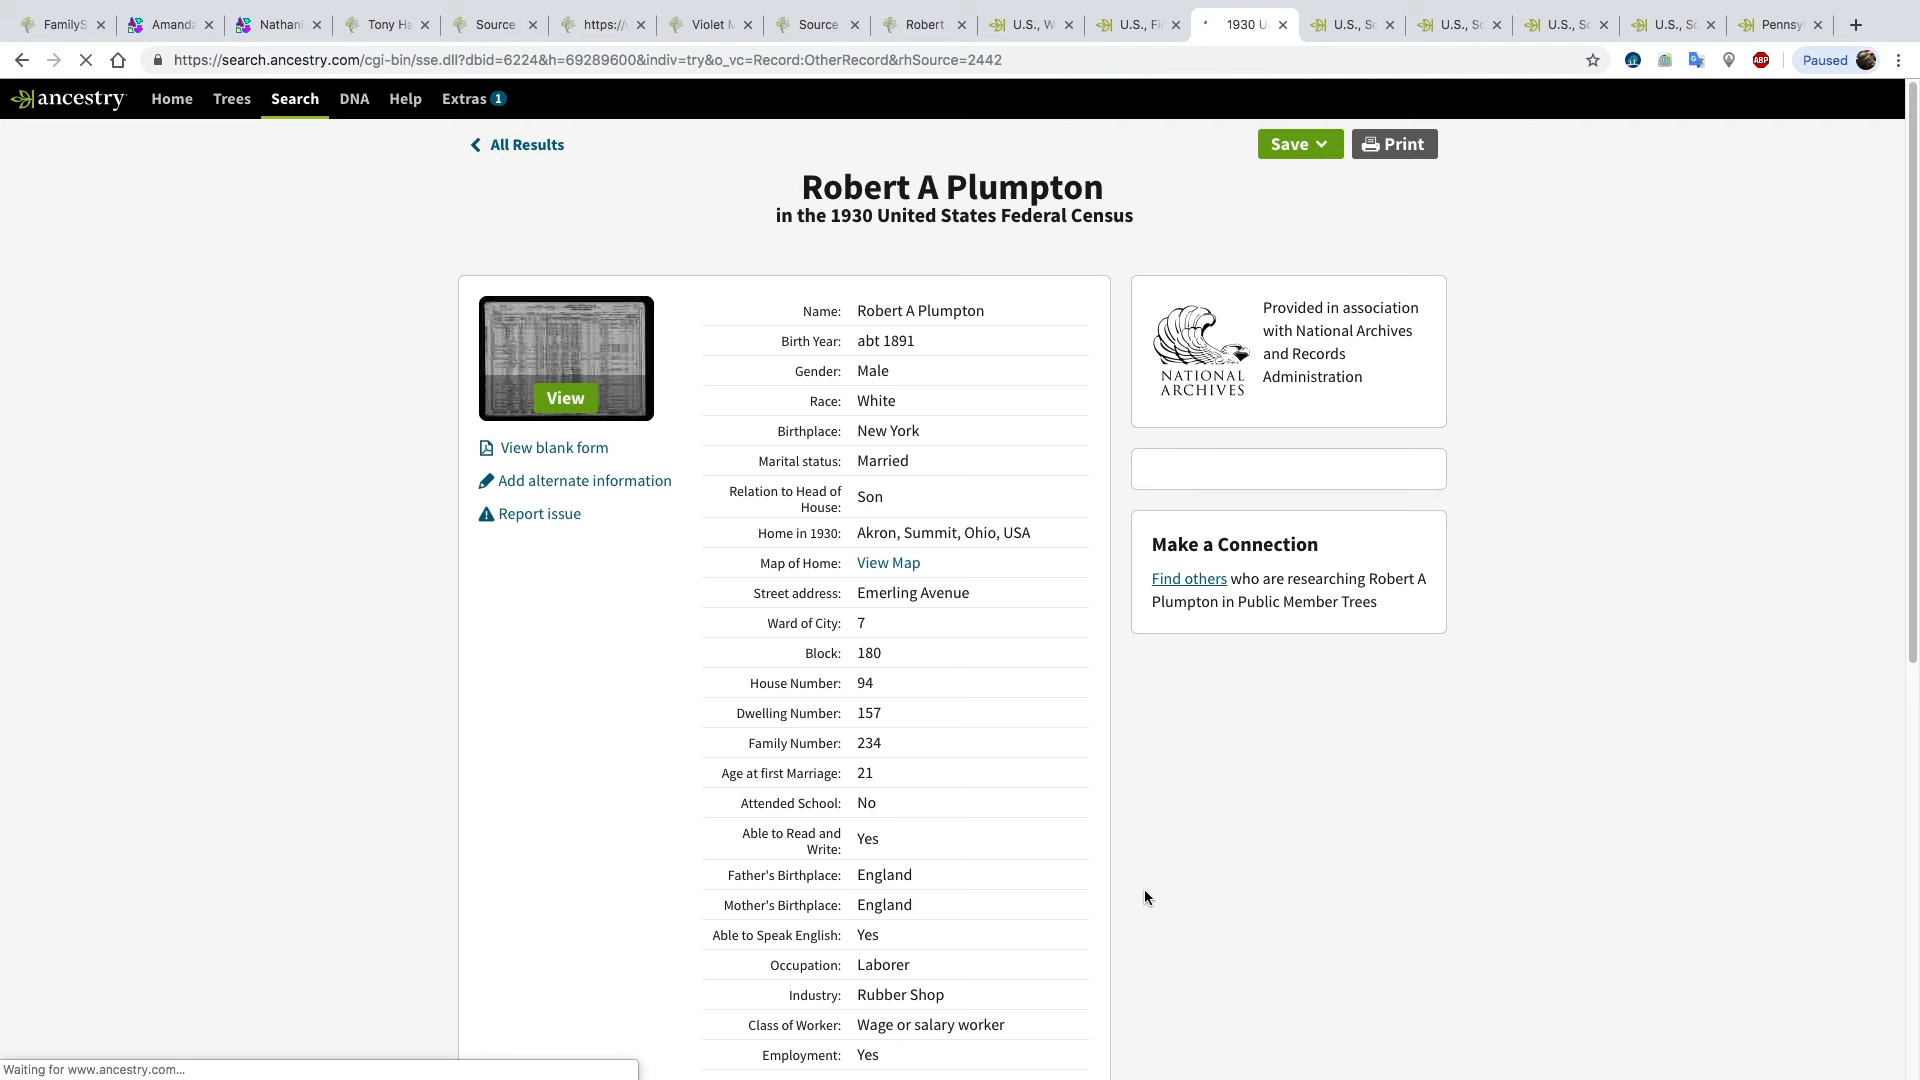 FamilyS
Amanda
Nathani
Tony Ha
Source
https://
Violet M
Source
Robert
U.S., W
U.S., Fi
1930 U
U.S., So
U.S., So
U.S., So
U.S., So
Pennsy
https://search.ancestry.com/cgi-bin/sse.dll?dbid=6224&h=69289600&indiv=try&o_vc=Record:OtherRecord&rhSource=2442
ABP
Paused
ancestry Home Trees Search DNA Help Extras 1
All Results
Save
Print
Robert A Plumpton
in the 1930 United States Federal Census
View
View blank form
Add alternate information
Report issue
Name: Robert A Plumpton
Birth Year: abt 1891
Gender: Male
Race: White
Birthplace: New York
Marital status: Married
Relation to Head of
House: Son
Home in 1930: Akron, Summit, Ohio, USA
Map of Home: View Map
Street address: Emerling Avenue
Ward of City: 7
Block: 180
House Number: 94
Dwelling Number: 157
Family Number: 234
Age at first Marriage: 21
Attended School: No
Able to Read and
Write: Yes
Father's Birthplace: England
Mother's Birthplace: England
Able to Speak English: Yes
Occupation: Laborer
Industry: Rubber Shop
Class of Worker: Wage or salary worker
Employment: Yes
NATIONAL
ARCHIVES
Provided in association
with National Archives
and Records
Administration
Make a Connection
Find others who are researching Robert A
Plumpton in Public Member Trees
Waiting for www.ancestry.com...